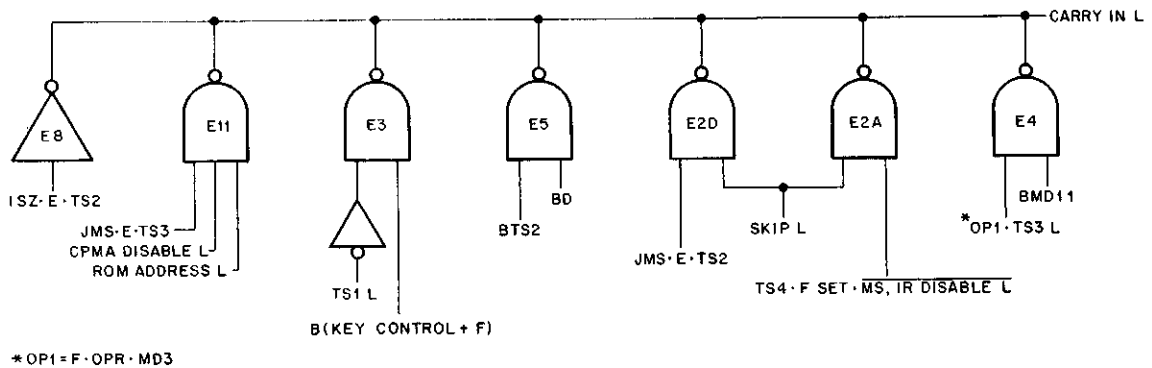 CARRY IN L
E8
E11
E3
E5
E2D
E2A
E4
ISZ·E·TS2
JMS·E·TS3
CPMA DISABLE L
ROM ADDRESS L
TS1 L
B(KEY CONTROL + F)
BTS2
BD
JMS·E·TS2
SKIP L
TS4·F SET·MS, IR DISABLE L
*OP1·TS3 L
BMD11
*OP1=F·OPR·MD3